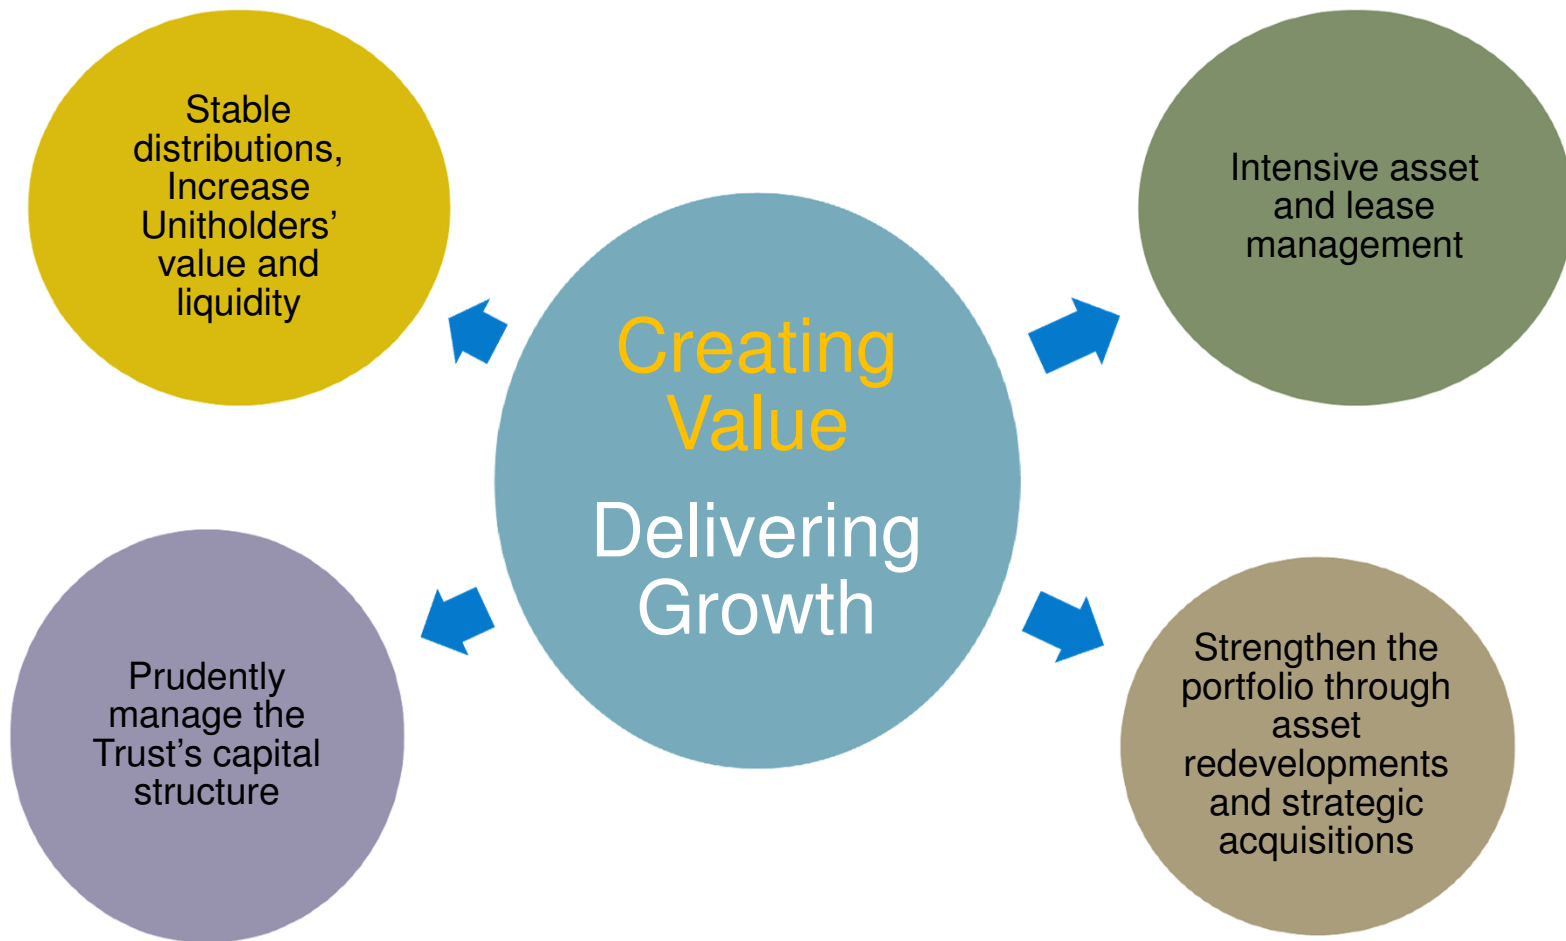 Stable
distributions,
Increase
Unitholders’
value and
liquidity
Intensive asset
and lease
management
Creating
Value
Delivering
Growth
Prudently
manage the
Trust’s capital
structure
Strengthen the
portfolio through
asset
redevelopments
and strategic
acquisitions